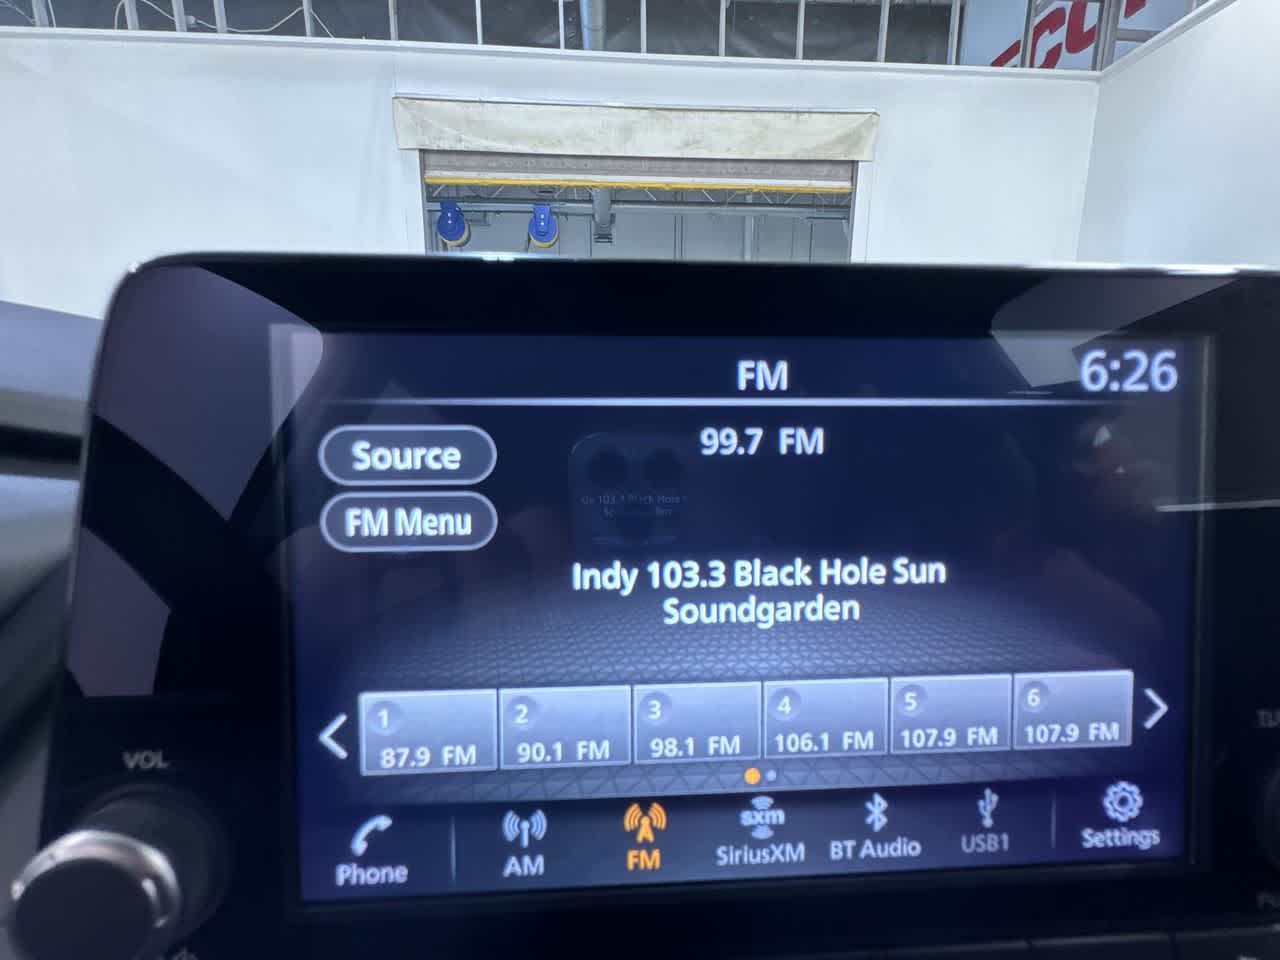 FM
6:26
99.7 FM
Source
FM Menu
Indy 103.3 Black Hole Sun
Soundgarden
1
87.9 FM
2
90.1 FM
3
98.1 FM
4
106.1 FM
5
107.9 FM
6
107.9 FM
VOL
Phone
AM
FM
sxm
SiriusXM
BT Audio
USB1
Settings